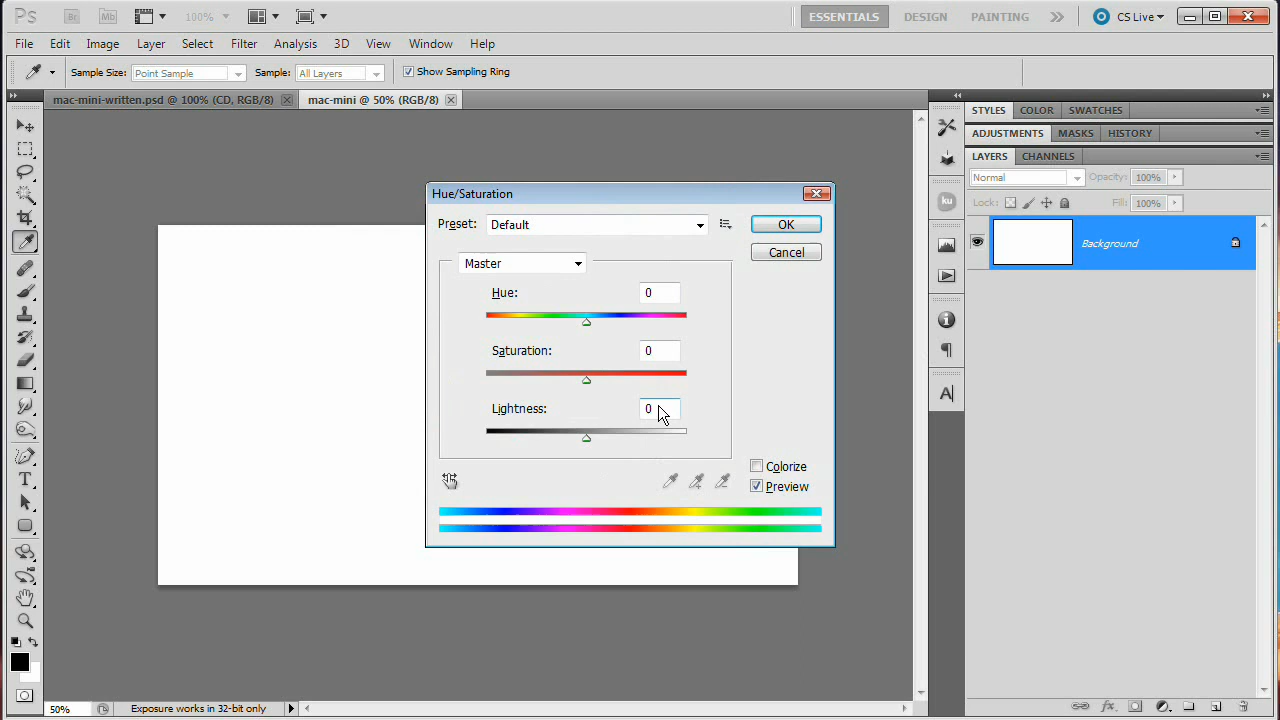 Ps Br Mb 100% ESSENTIALS DESIGN PAINTING CS Live
File Edit Image Layer Select Filter Analysis 3D View Window Help
Sample Size: Point Sample Sample: All Layers Show Sampling Ring
mac-mini-written.psd @ 100% (CD, RGB/8) mac-mini @ 50% (RGB/8)
STYLES COLOR SWATCHES
ADJUSTMENTS MASKS HISTORY
LAYERS CHANNELS
Normal Opacity: 100%
Lock: Fill: 100%
Background
ku
Hue/Saturation
Preset: Default OK
Cancel
Master
Hue: 0
Saturation: 0
Lightness: 0
Colorize
Preview
50% Exposure works in 32-bit only